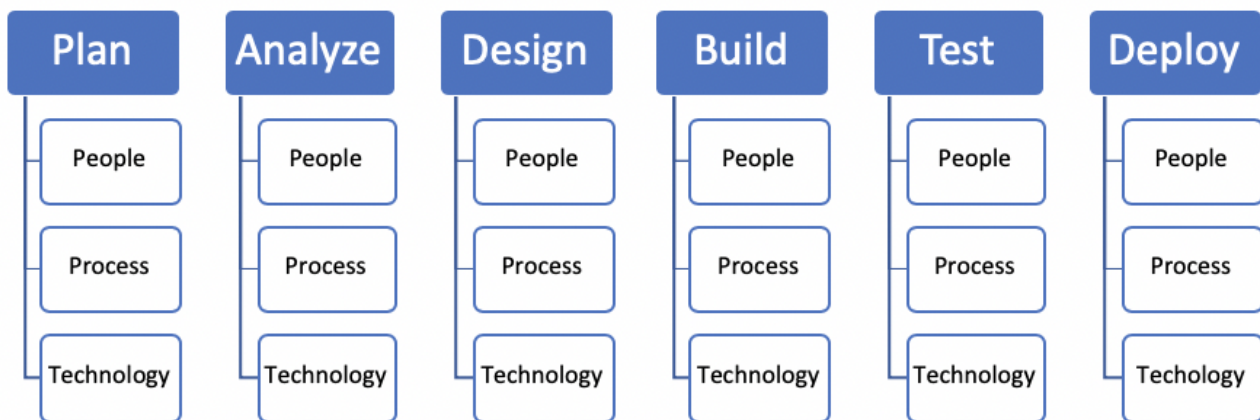 Plan
Analyze
Design
Build
Test
Deploy
People
People
People
People
People
People
Process
Process
Process
Process
Process
Process
Technology
Technology
Technology
Technology
Technology
Techology